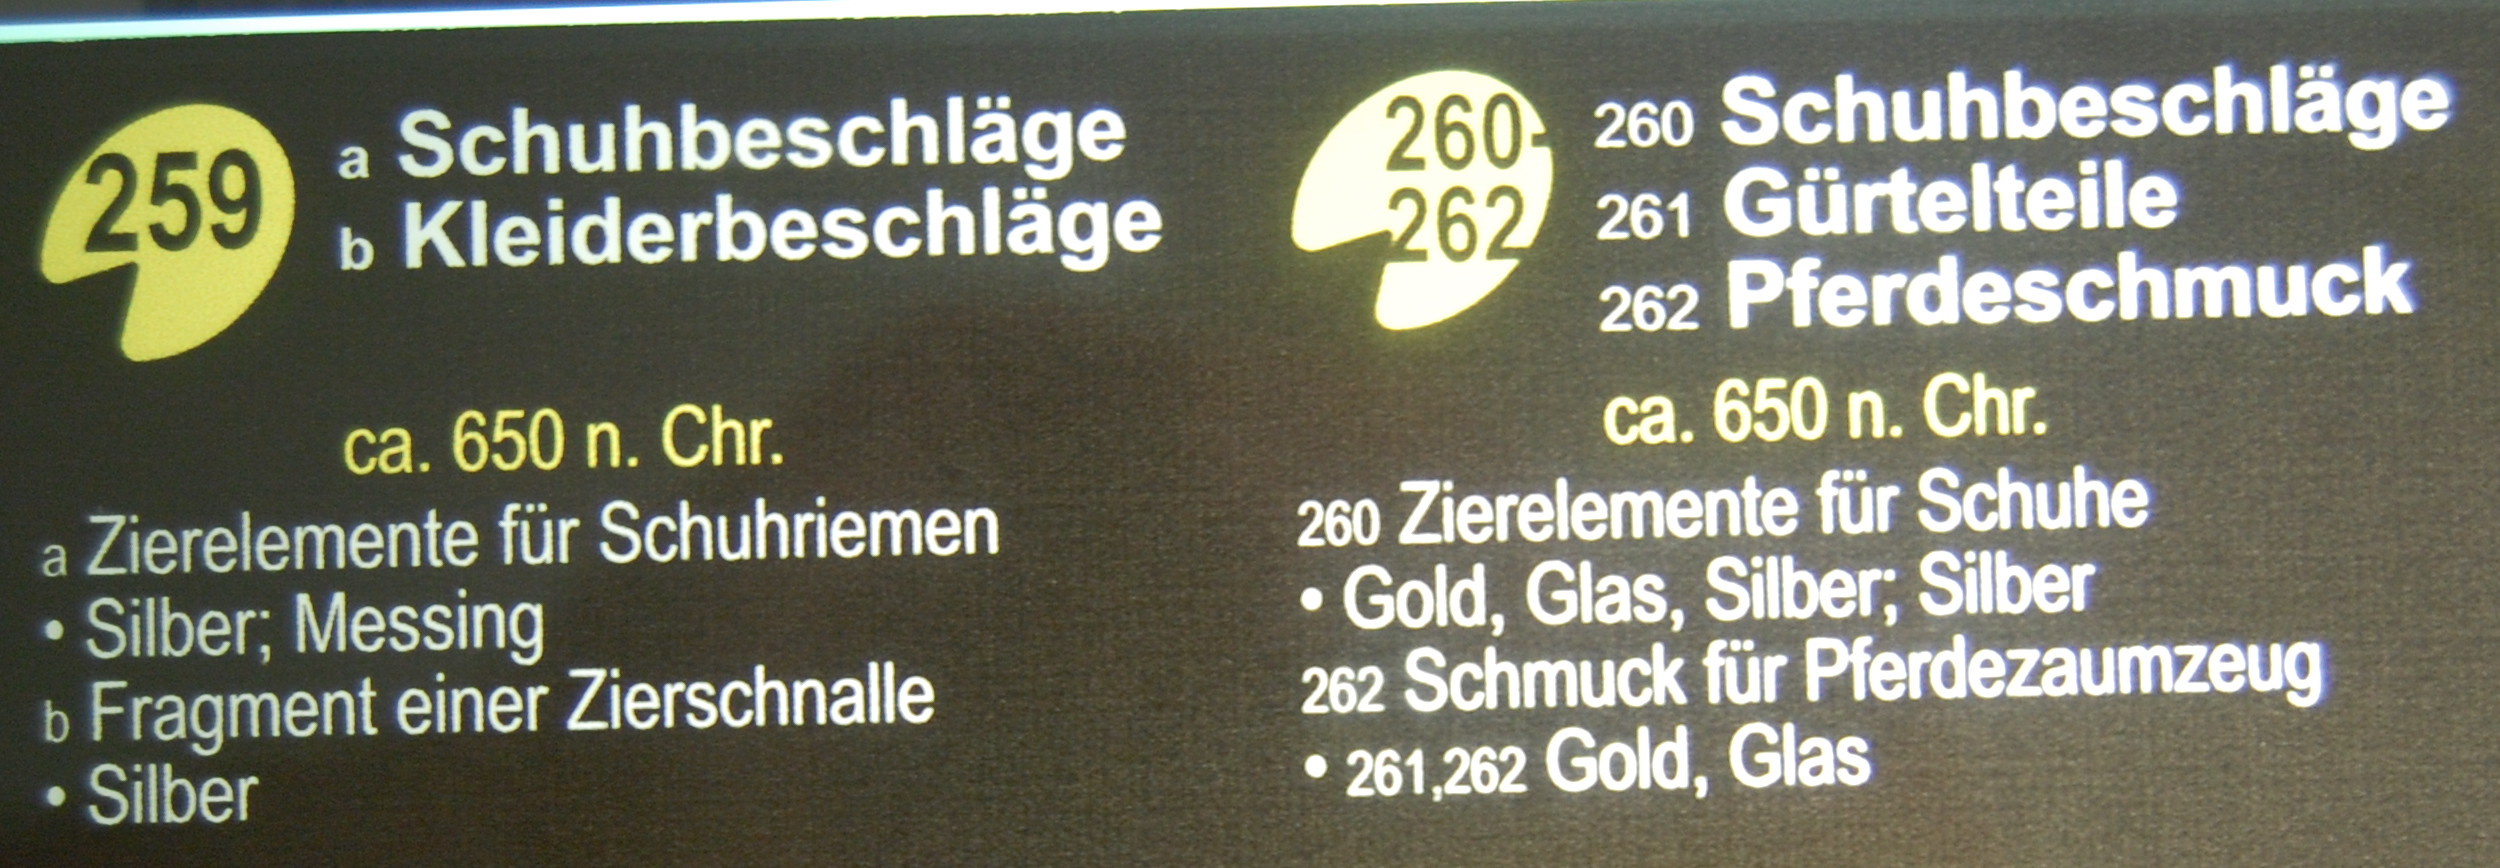 259
a Schuhbeschläge
b Kleiderbeschläge
ca. 650 n. Chr.
a Zierelemente für Schuhriemen
• Silber; Messing
b Fragment einer Zierschnalle
• Silber
260-
262
260 Schuhbeschläge
261 Gürtelteile
262 Pferdeschmuck
ca. 650 n. Chr.
260 Zierelemente für Schuhe
• Gold, Glas, Silber; Silber
262 Schmuck für Pferdezaumzeug
• 261,262 Gold, Glas